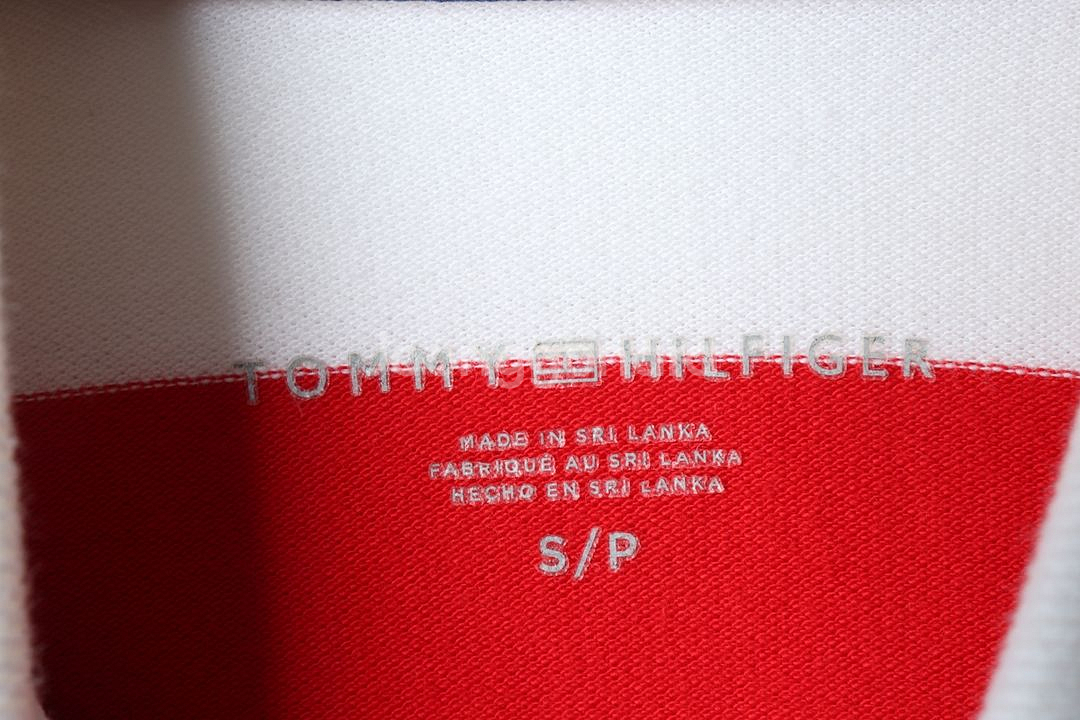 TOMMY HILFIGER
MADE IN SRI LANKA
FABRIQUÉ AU SRI LANKA
HECHO EN SRI LANKA
S/P